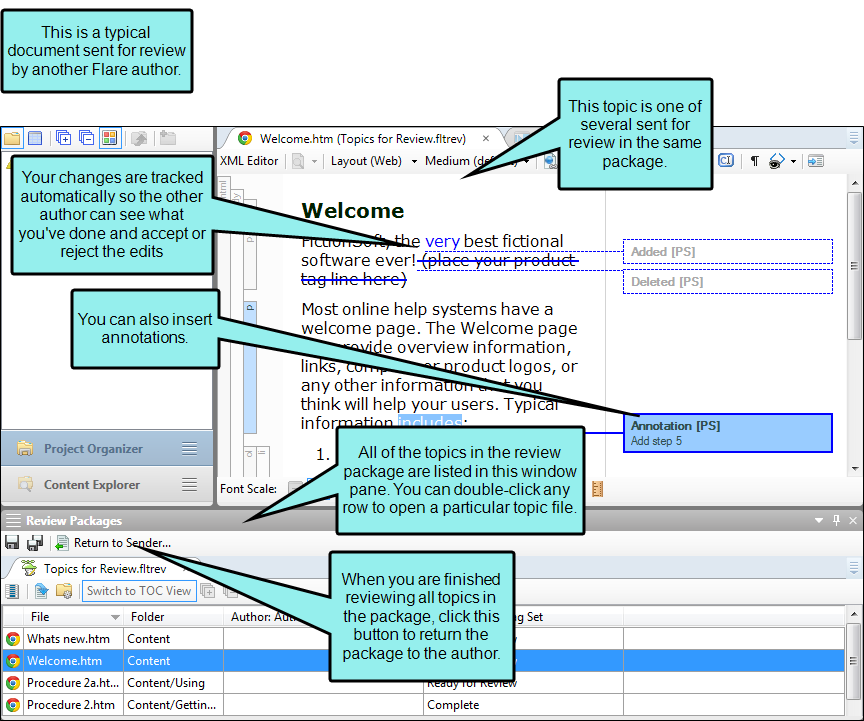 This is a typical
document sent for review
by another Flare author.
This topic is one of
several sent for
review in the same
package.
Welcome.htm (Topics for Review.fltrev)
XML Editor
Layout (Web)
Medium
Your changes are tracked
automatically so the other
author can see what
you've done and accept or
reject the edits
Welcome
FictionSoft, the very best fictional
software ever! (place your product
tag line here)
Added [PS]
Deleted [PS]
You can also insert
annotations.
Most online help systems have a
welcome page. The Welcome page
provide overview information,
links, or product logos, or
any other information that you
think will help your users. Typical
information includes:
1.
Annotation [PS]
Add step 5
Project Organizer
Content Explorer
Font Scale:
All of the topics in the review
package are listed in this window
pane. You can double-click any
row to open a particular topic file.
Review Packages
Return to Sender...
Topics for Review.fltrev
Switch to TOC View
When you are finished
reviewing all topics in
the package, click this
button to return the
package to the author.
File Folder Author: Set
Whats new.htm Content
Welcome.htm Content
Procedure 2a.ht... Content/Using Ready for Review
Procedure 2.htm Content/Gettin... Complete